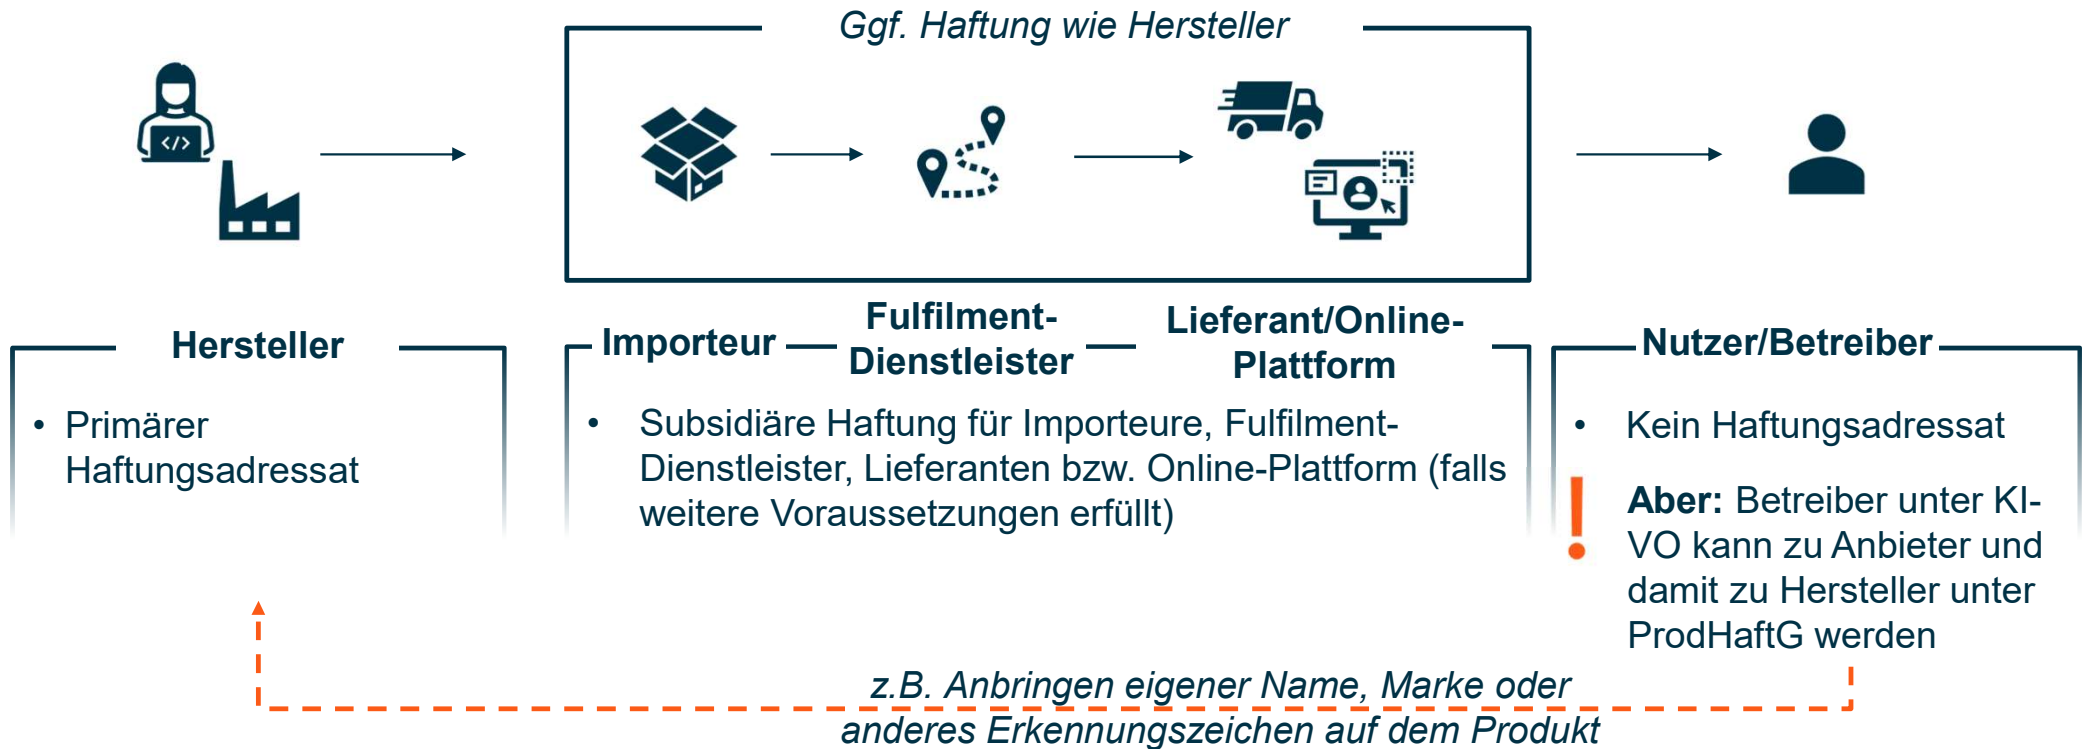 Ggf. Haftung wie Hersteller
</>
Hersteller
• Primärer
Haftungsadressat
Importeur
Fulfilment-
Dienstleister
Lieferant/Online-
Plattform
• Subsidiäre Haftung für Importeure, Fulfilment-
Dienstleister, Lieferanten bzw. Online-Plattform (falls
weitere Voraussetzungen erfüllt)
Nutzer/Betreiber
• Kein Haftungsadressat
! Aber: Betreiber unter KI-
VO kann zu Anbieter und
damit zu Hersteller unter
ProdHaftG werden
z.B. Anbringen eigener Name, Marke oder
anderes Erkennungszeichen auf dem Produkt